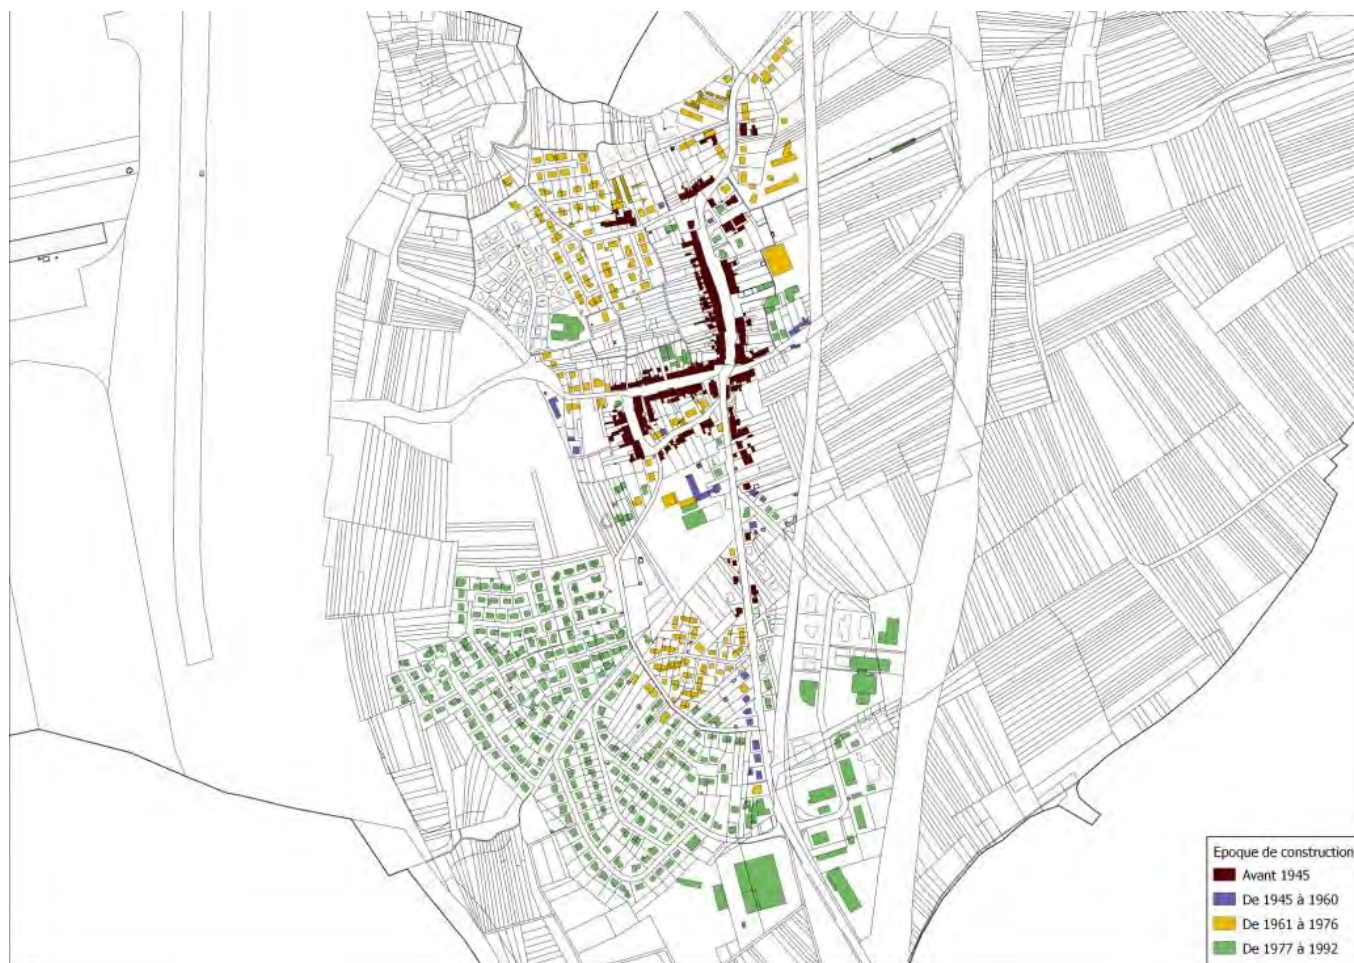 Epoque de construction
Avant 1945
De 1945 à 1960
De 1961 à 1976
De 1977 à 1992